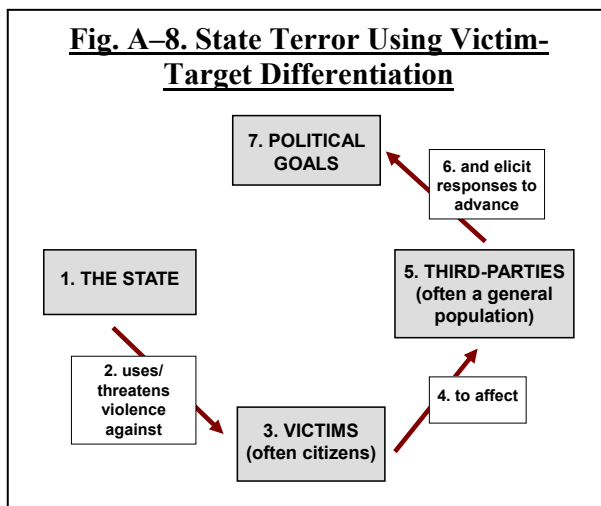 Fig. A–8. State Terror Using Victim-
Target Differentiation
7. POLITICAL
GOALS
6. and elicit
responses to
advance
1. THE STATE
5. THIRD-PARTIES
(often a general
population)
2. uses/
threatens
violence
against
4. to affect
3. VICTIMS
(often citizens)